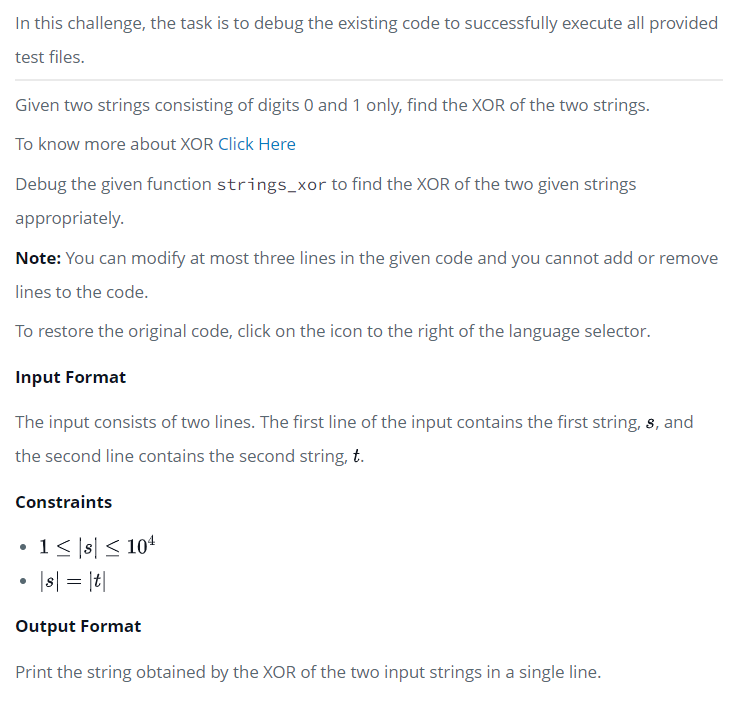 In this challenge, the task is to debug the existing code to successfully execute all provided
test files.
Given two strings consisting of digits 0 and 1 only, find the XOR of the two strings.
To know more about XOR Click Here
Debug the given function strings_xor to find the XOR of the two given strings
appropriately.
Note: You can modify at most three lines in the given code and you cannot add or remove
lines to the code.
To restore the original code, click on the icon to the right of the language selector.
Input Format
The input consists of two lines. The first line of the input contains the first string, s, and
the second line contains the second string, t.
Constraints
• 1 ≤ |s| ≤ 10⁴
• |s| = |t|
Output Format
Print the string obtained by the XOR of the two input strings in a single line.